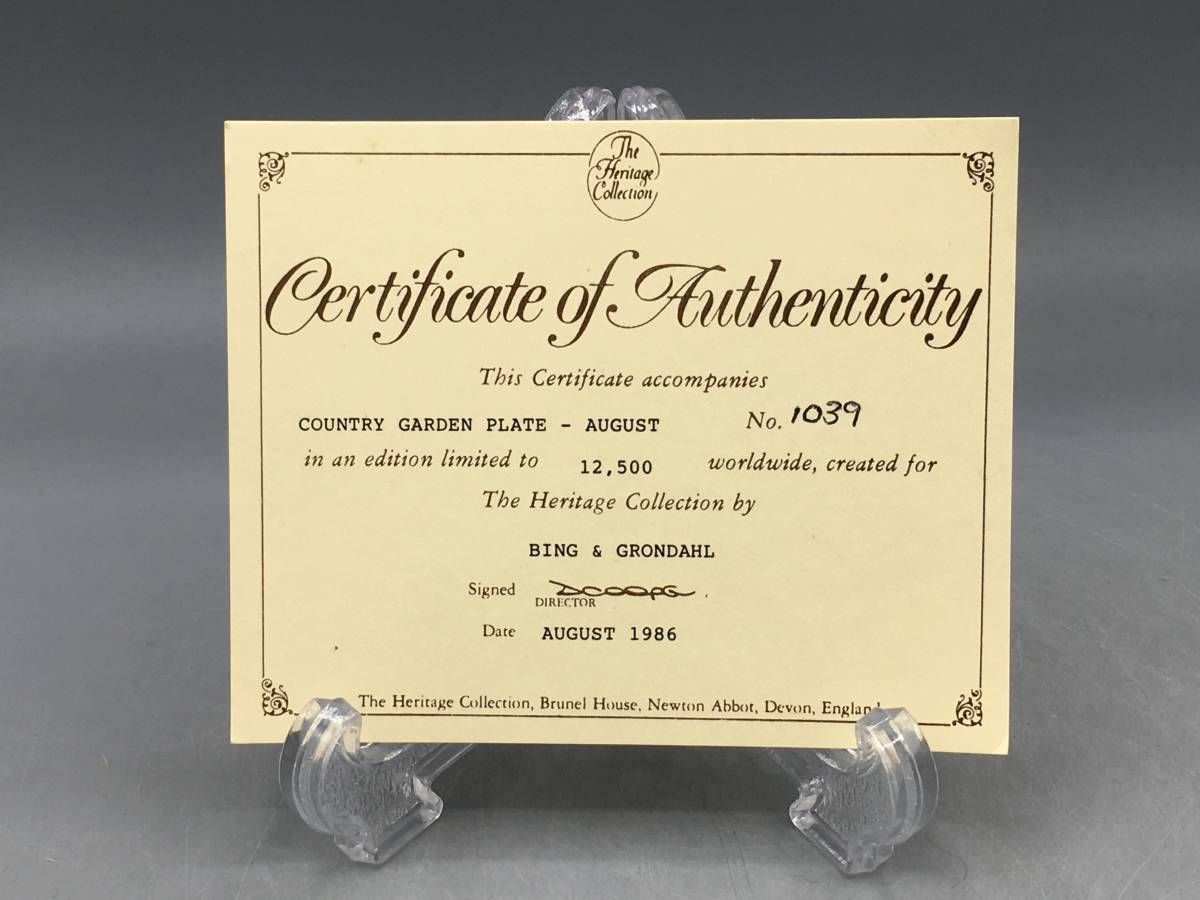 The
Heritage
Collection
Certificate of Authenticity
This Certificate accompanies
COUNTRY GARDEN PLATE - AUGUST No. 1039
in an edition limited to 12,500 worldwide, created for
The Heritage Collection by
BING & GRONDAHL
Signed
DIRECTOR
Date AUGUST 1986
The Heritage Collection, Brunel House, Newton Abbot, Devon, England